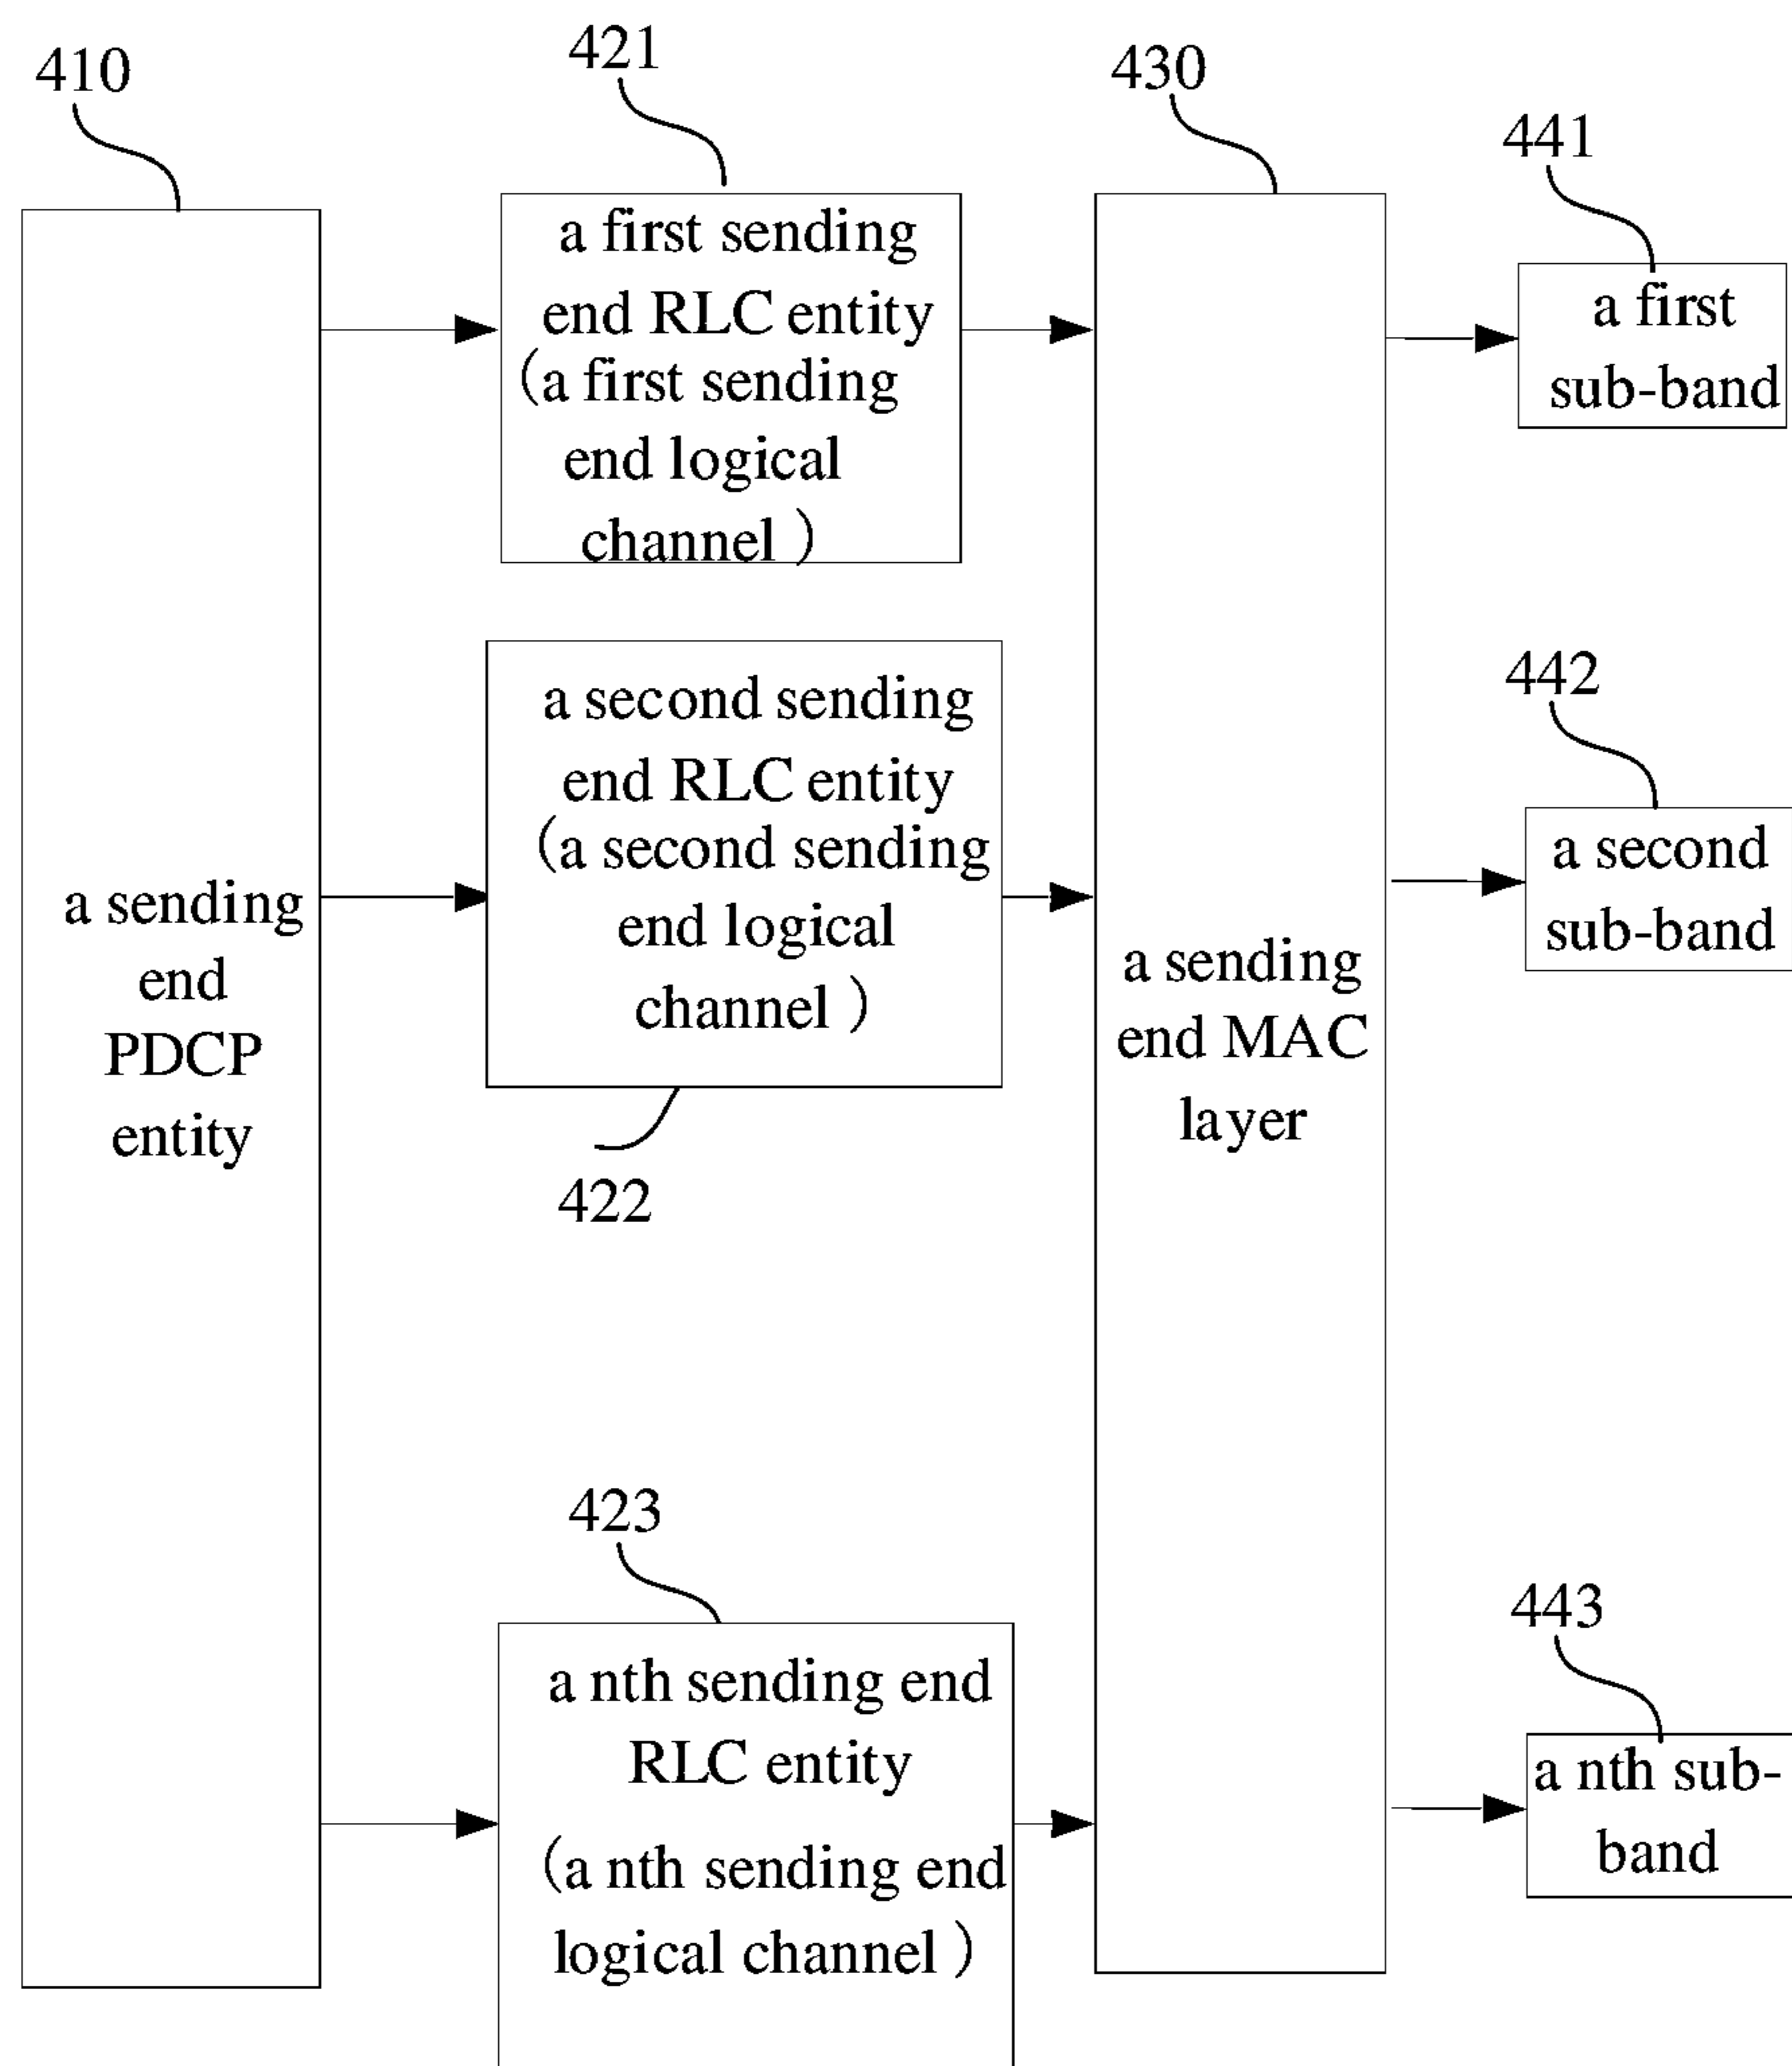 410
421
430
441
a first sending
end RLC entity
(a first sending
end logical
channel )
a first
sub-band
442
a second sending
end RLC entity
(a second sending
end logical
channel )
a second
sub-band
a sending
end
PDCP
entity
a sending
end MAC
layer
422
423
443
a nth sending end
RLC entity
(a nth sending end
logical channel )
a nth sub-
band